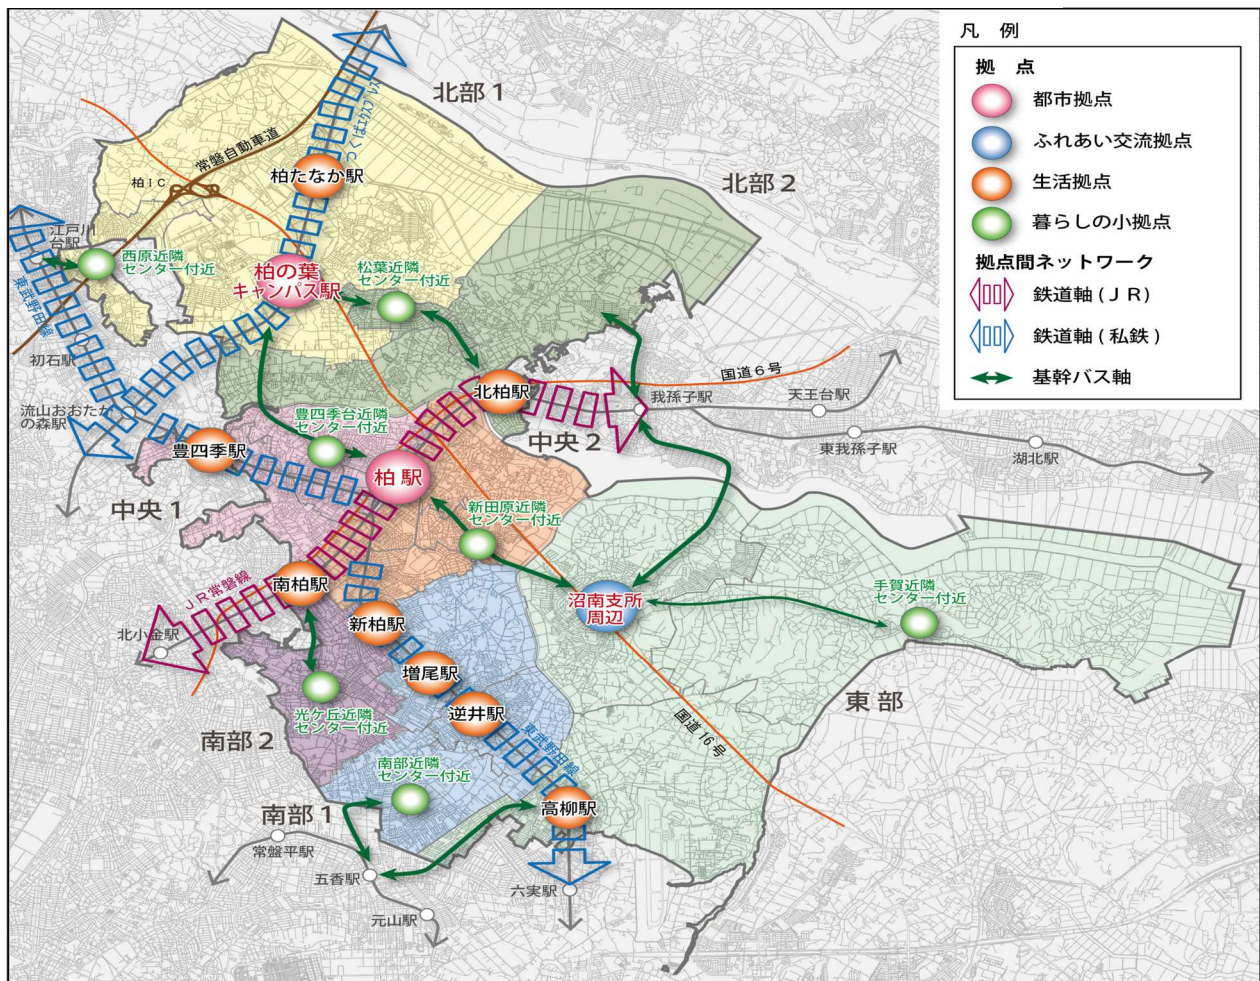 凡 例
拠 点
都市拠点
ふれあい交流拠点
生活拠点
暮らしの小拠点
拠点間ネットワーク
鉄道軸(JR)
鉄道軸(私鉄)
基幹バス軸
北部1
つくばエクスプレス
常磐自動車道
柏IC
柏たなか駅
北部2
江戸川
台駅
西原近隣
センター付近
柏の葉
キャンパス駅
松葉近隣
センター付近
東武野田線
初石駅
国道6号
北柏駅
我孫子駅
天王台駅
流山おおたか
の森駅
豊四季台近隣
センター付近
中央2
東我孫子駅
湖北駅
豊四季駅
柏駅
中央1
新田原近隣
センター付近
南柏駅
JR常磐線
沼南支所
周辺
手賀近隣
センター付近
北小金駅
新柏駅
増尾駅
逆井駅
東部
光ケ丘近隣
センター付近
国道16号
南部2
東武野田線
南部近隣
センター付近
南部1
高柳駅
常盤平駅
五香駅
六実駅
元山駅